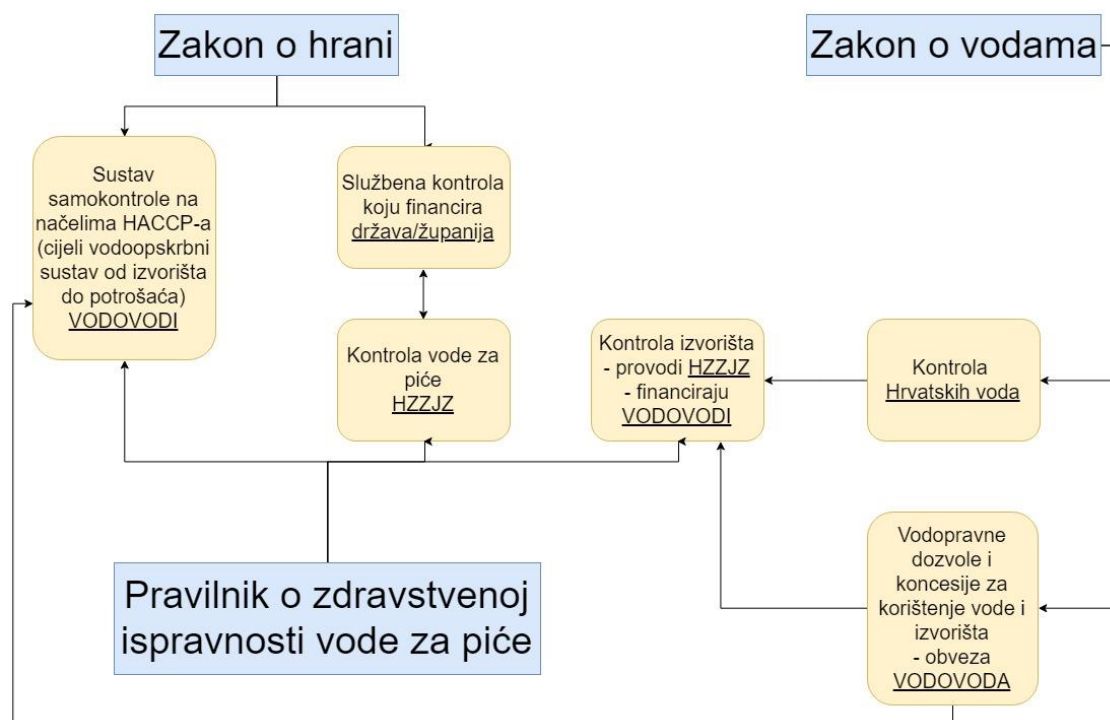 Zakon o hrani
Zakon o vodama
Sustav
samokontrole na
načelima HACCP-a
(cijeli vodoopskrbni
sustav od izvorišta
do potrošaća)
VODOVODI
Službena kontrola
koju financira
država/županija
Kontrola vode za
piće
HZZJZ
Kontrola izvorišta
- provodi HZZJZ
- financiraju
VODOVODI
Kontrola
Hrvatskih voda
Vodopravne
dozvole i
koncesije za
korištenje vode i
izvorišta
- obveza
VODOVODA
Pravilnik o zdravstvenoj
ispravnosti vode za piće